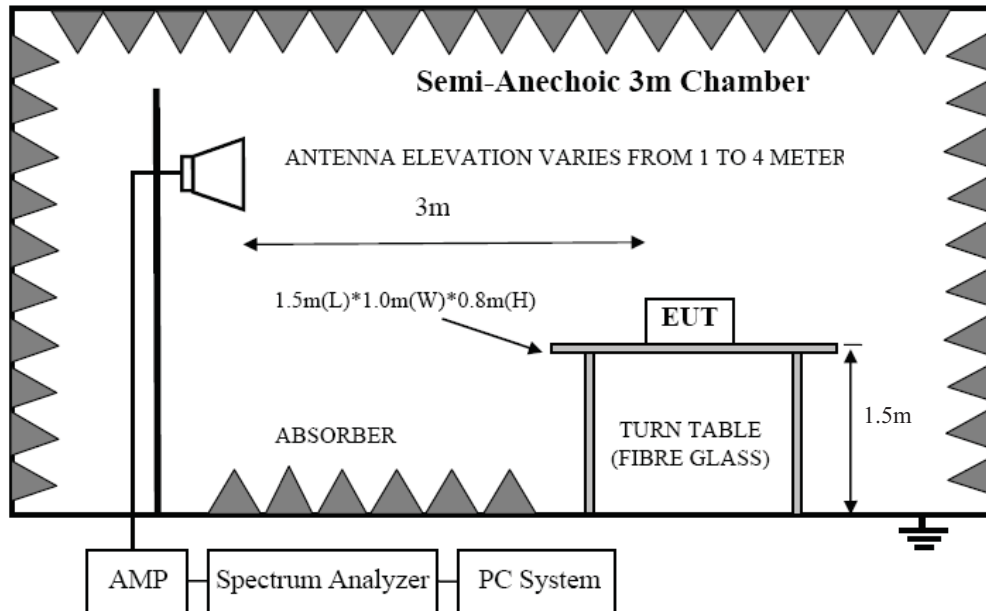 Semi-Anechoic 3m Chamber
ANTENNA ELEVATION VARIES FROM 1 TO 4 METER
3m
1.5m(L)*1.0m(W)*0.8m(H)
EUT
1.5m
ABSORBER
TURN TABLE
(FIBRE GLASS)
AMP
Spectrum Analyzer
PC System